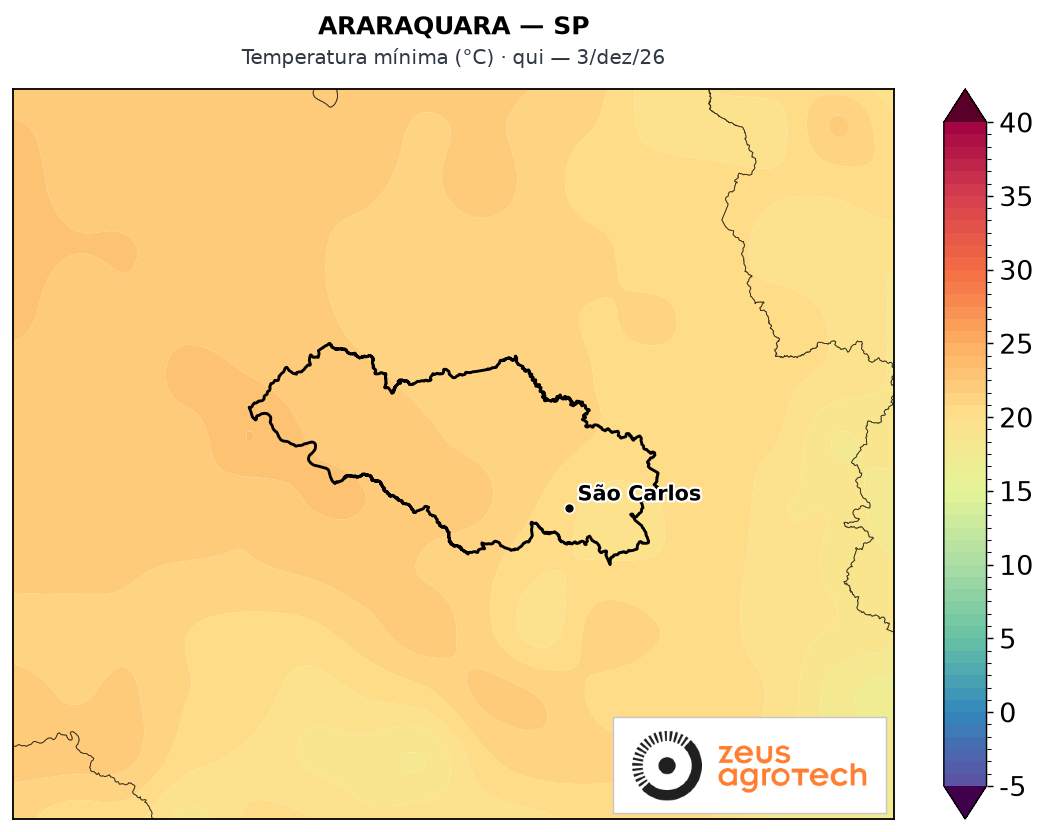 ARARAQUARA — SP
Temperatura mínima (°C) · qui — 3/dez/26
40
35
30
25
20
15
10
5
0
-5
São Carlos
zeus
agrotech